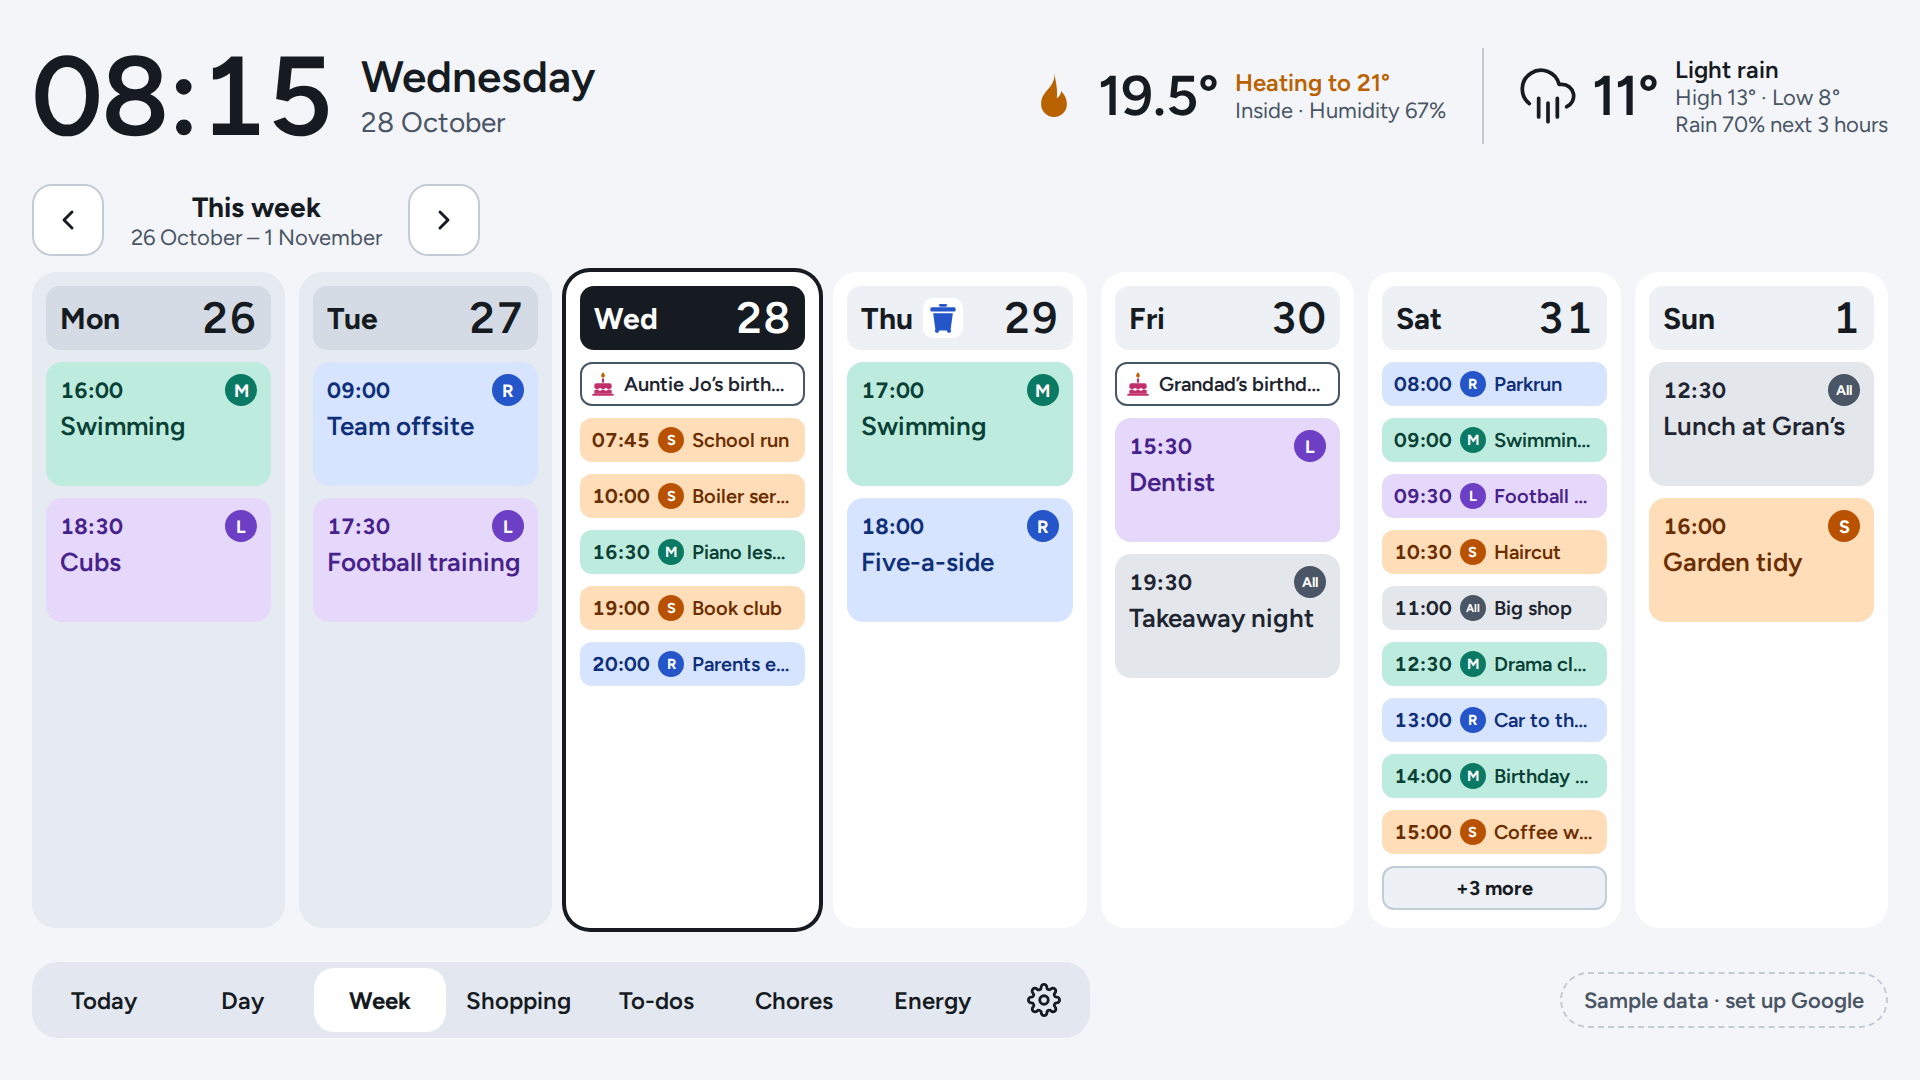 08:15
Wednesday
28 October
19.5°
Heating to 21°
Inside · Humidity 67%
11°
Light rain
High 13° · Low 8°
Rain 70% next 3 hours
This week
26 October – 1 November
Mon 26
16:00 M
Swimming
18:30 L
Cubs
Tue 27
09:00 R
Team offsite
17:30 L
Football training
Wed 28
Auntie Jo’s birth...
07:45 S School run
10:00 S Boiler ser...
16:30 M Piano les...
19:00 S Book club
20:00 R Parents e...
Thu 29
17:00 M
Swimming
18:00 R
Five-a-side
Fri 30
Grandad’s birthd...
15:30 L
Dentist
19:30 All
Takeaway night
Sat 31
08:00 R Parkrun
09:00 M Swimmin...
09:30 L Football ...
10:30 S Haircut
11:00 All Big shop
12:30 M Drama cl...
13:00 R Car to th...
14:00 M Birthday ...
15:00 S Coffee w...
+3 more
Sun 1
12:30 All
Lunch at Gran’s
16:00 S
Garden tidy
Today Day Week Shopping To-dos Chores Energy
Sample data · set up Google